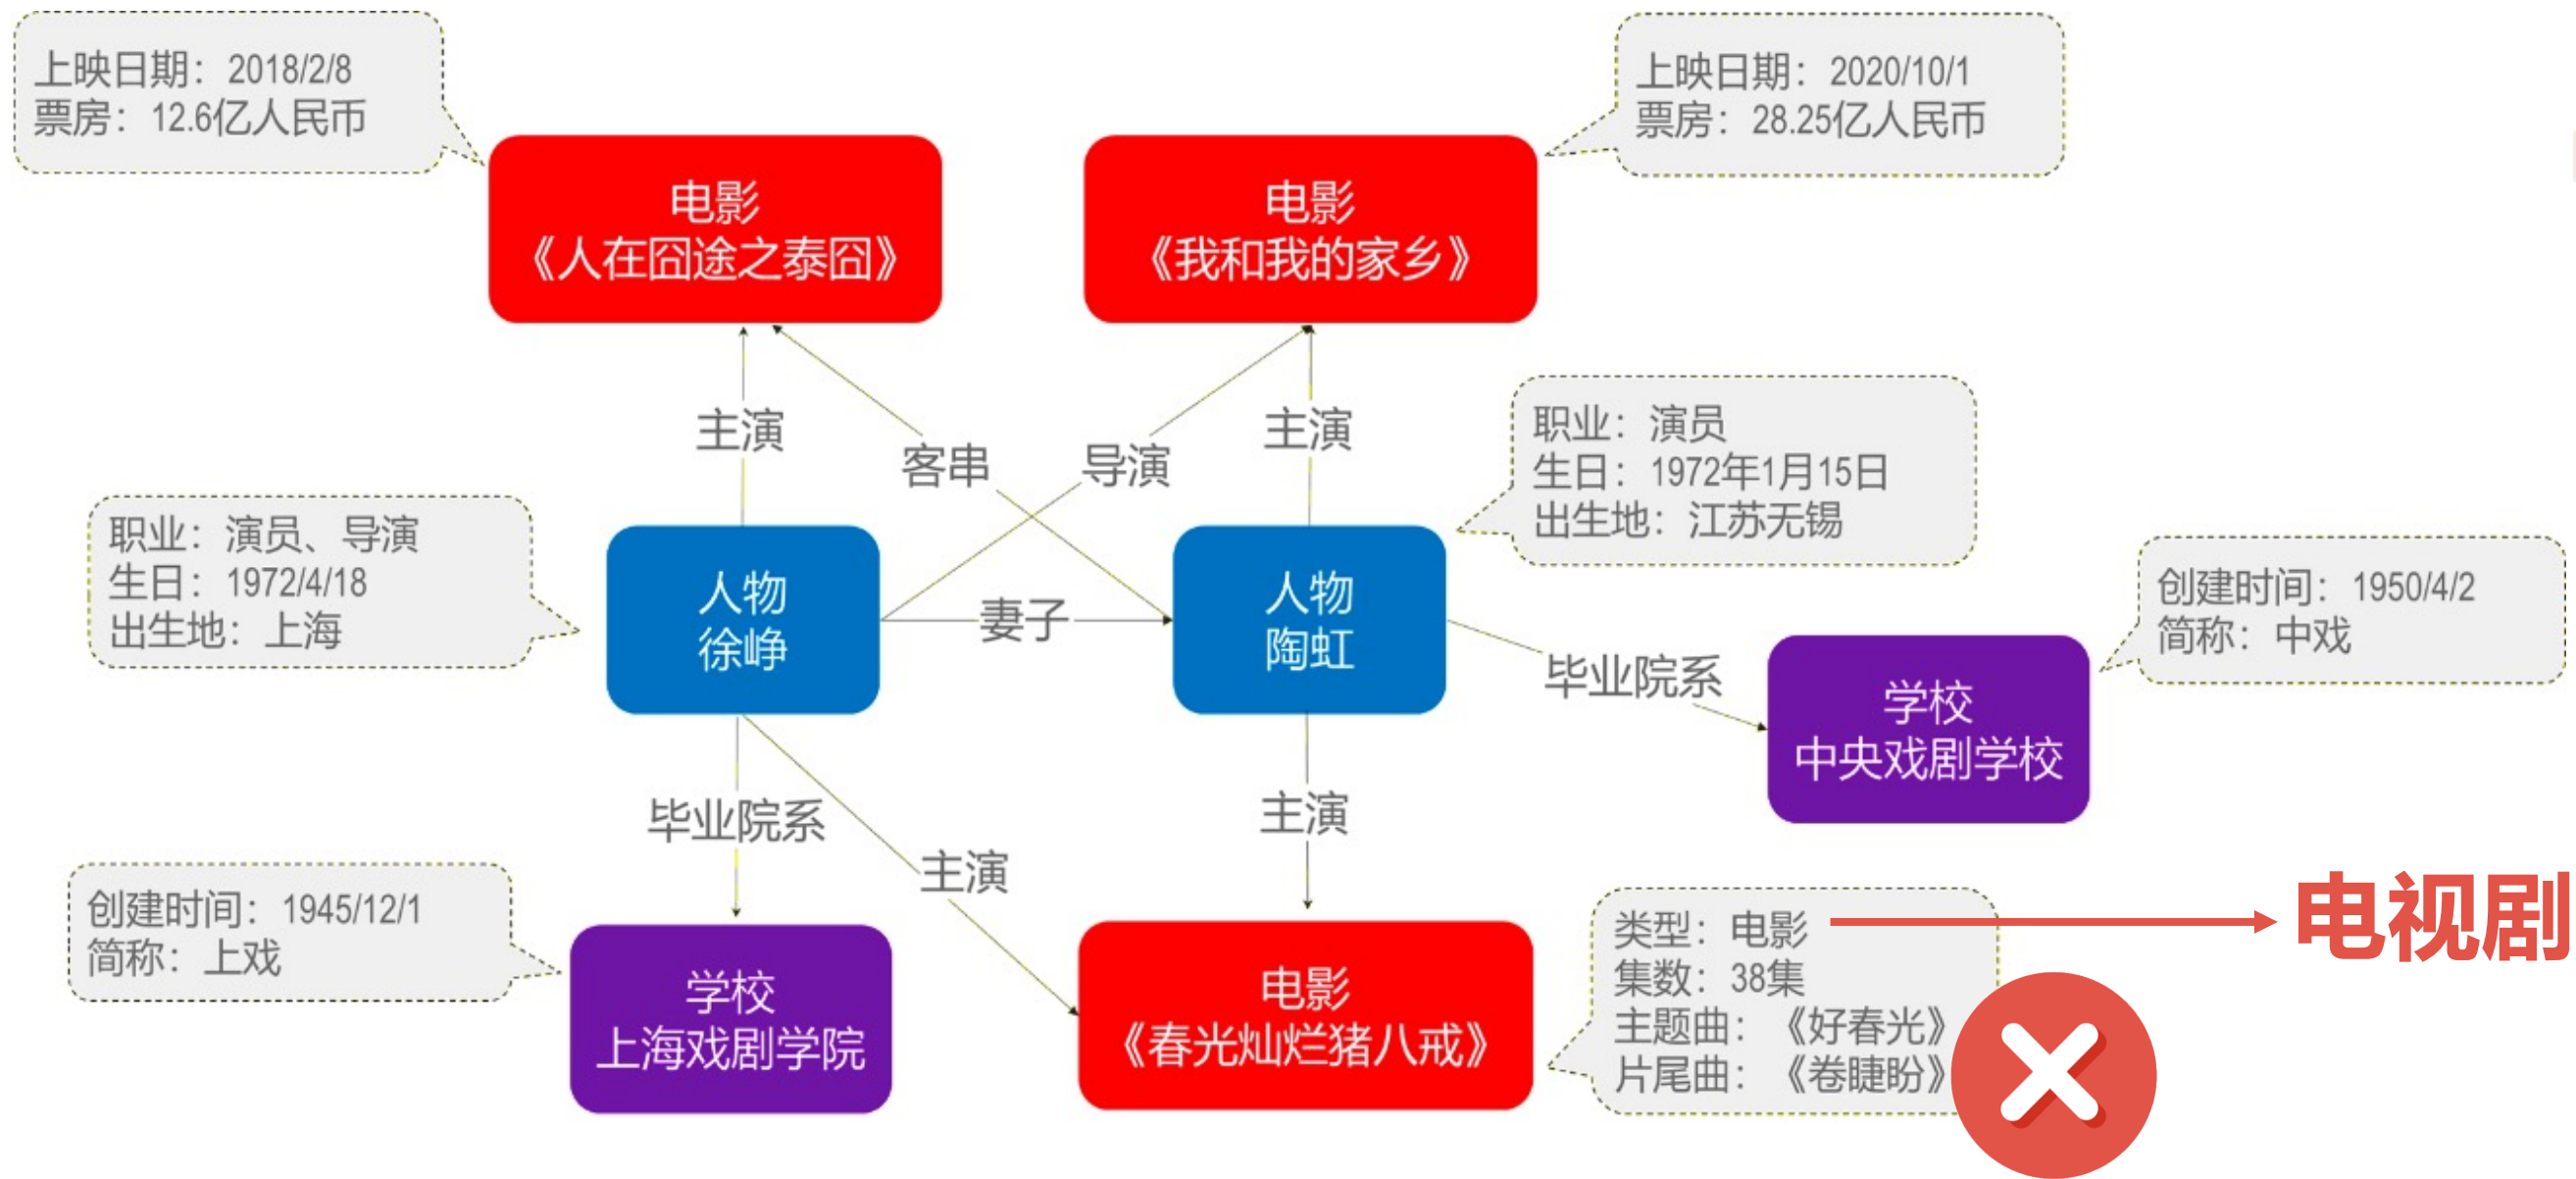 上映日期：2018/2/8
票房：12.6亿人民币
上映日期：2020/10/1
票房：28.25亿人民币
电影
《人在囧途之泰囧》
电影
《我和我的家乡》
主演
客串
导演
主演
职业：演员
生日：1972年1月15日
出生地：江苏无锡
职业：演员、导演
生日：1972/4/18
出生地：上海
人物
徐峥
妻子
人物
陶虹
创建时间：1950/4/2
简称：中戏
毕业院系
学校
中央戏剧学校
毕业院系
主演
主演
创建时间：1945/12/1
简称：上戏
学校
上海戏剧学院
电影
《春光灿烂猪八戒》
类型：电影
集数：38集
主题曲：《好春光》
片尾曲：《卷睫盼》
电视剧